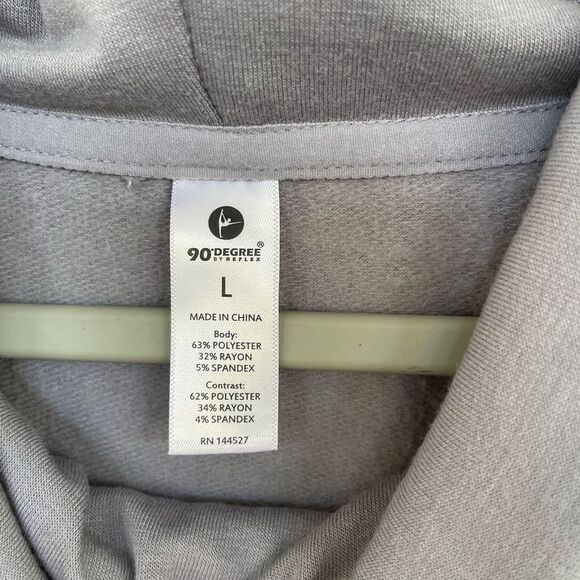 90°DEGREE®
BY REFLEX
L
MADE IN CHINA
Body:
63% POLYESTER
32% RAYON
5% SPANDEX
Contrast:
62% POLYESTER
34% RAYON
4% SPANDEX
RN 144527